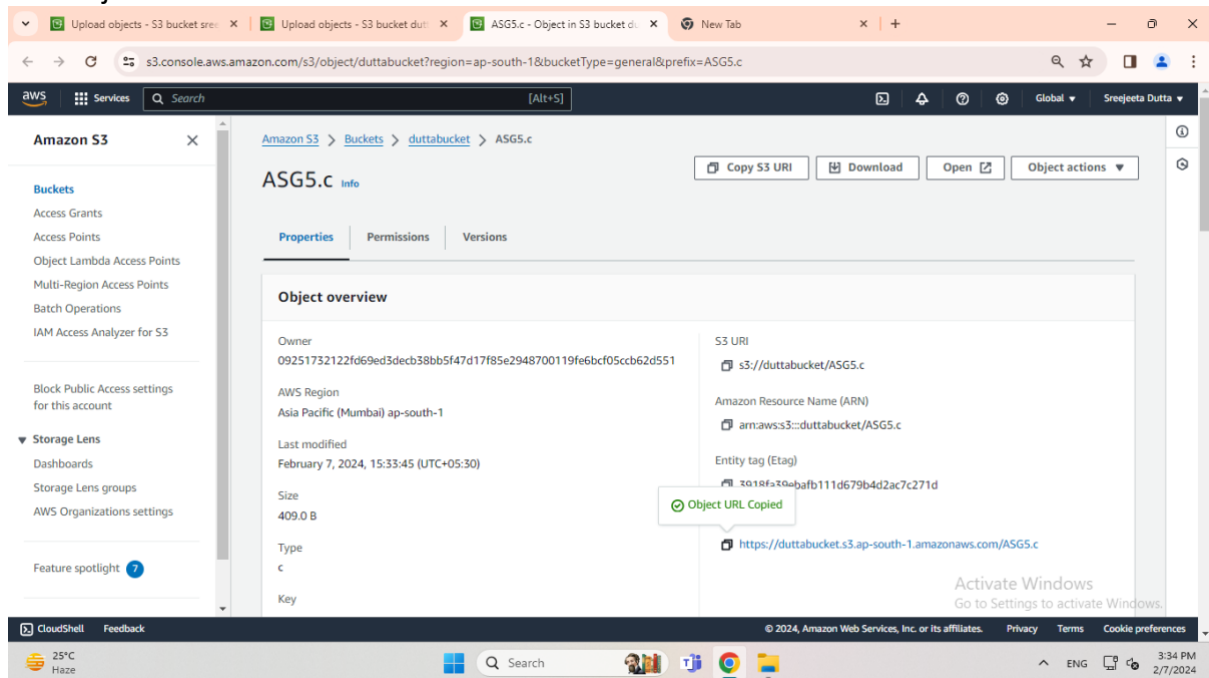 Upload objects - S3 bucket sree
Upload objects - S3 bucket dutt
ASG5.c - Object in S3 bucket du
New Tab
s3.console.aws.amazon.com/s3/object/duttabucket?region=ap-south-1&bucketType=general&prefix=ASG5.c
aws
Services
Search
[Alt+S]
Global
Sreejeeta Dutta
Amazon S3
Buckets
Access Grants
Access Points
Object Lambda Access Points
Multi-Region Access Points
Batch Operations
IAM Access Analyzer for S3
Block Public Access settings
for this account
Storage Lens
Dashboards
Storage Lens groups
AWS Organizations settings
Feature spotlight 7
Amazon S3 > Buckets > duttabucket > ASG5.c
ASG5.c Info
Copy S3 URI
Download
Open
Object actions
Properties
Permissions
Versions
Object overview
Owner
09251732122fd69ed3decb38bb5f47d17f85e2948700119fe6bcf05ccb62d551
AWS Region
Asia Pacific (Mumbai) ap-south-1
Last modified
February 7, 2024, 15:33:45 (UTC+05:30)
Size
409.0 B
Type
c
Key
S3 URI
s3://duttabucket/ASG5.c
Amazon Resource Name (ARN)
arn:aws:s3:::duttabucket/ASG5.c
Entity tag (Etag)
3918fa39ebafb111d679b4d2ac7c271d
Object URL Copied
https://duttabucket.s3.ap-south-1.amazonaws.com/ASG5.c
Activate Windows
Go to Settings to activate Windows.
CloudShell
Feedback
© 2024, Amazon Web Services, Inc. or its affiliates.
Privacy
Terms
Cookie preferences
25°C
Haze
Search
ENG
3:34 PM
2/7/2024